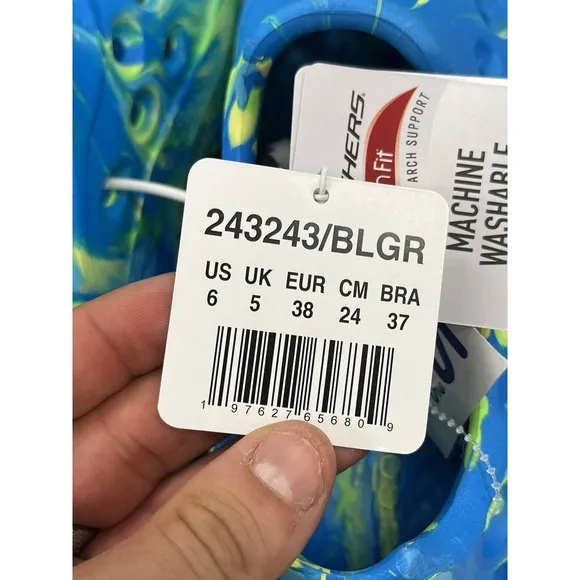 243243/BLGR
US UK EUR CM BRA
6 5 38 24 37
1 97627 65680 9
HERS
Fit
ARCH SUPPORT
MACHINE
WASHABLE